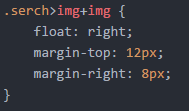 .serch>img+img {
    float: right;
    margin-top: 12px;
    margin-right: 8px;
}